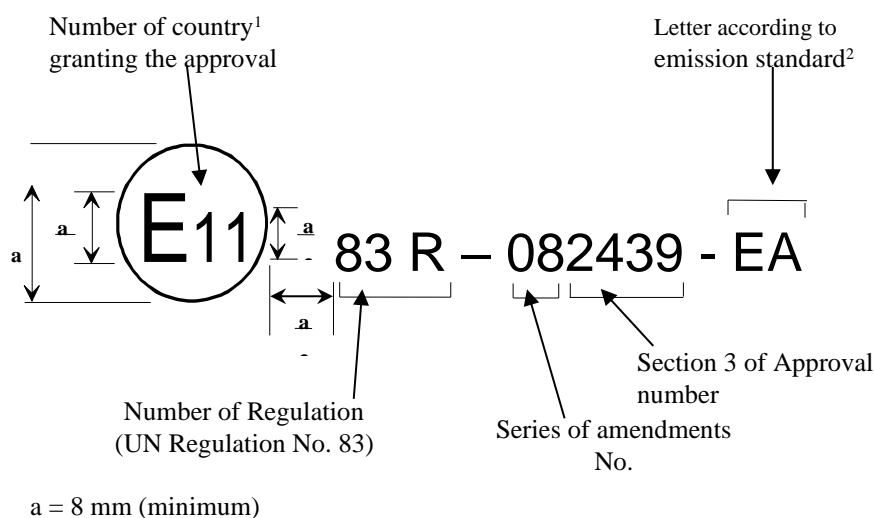 Number of country1
granting the approval
Letter according to
emission standard2
a
a
E11
a
83 R – 082439 - EA
a
Section 3 of Approval
number
Number of Regulation
(UN Regulation No. 83)
Series of amendments
No.
a = 8 mm (minimum)